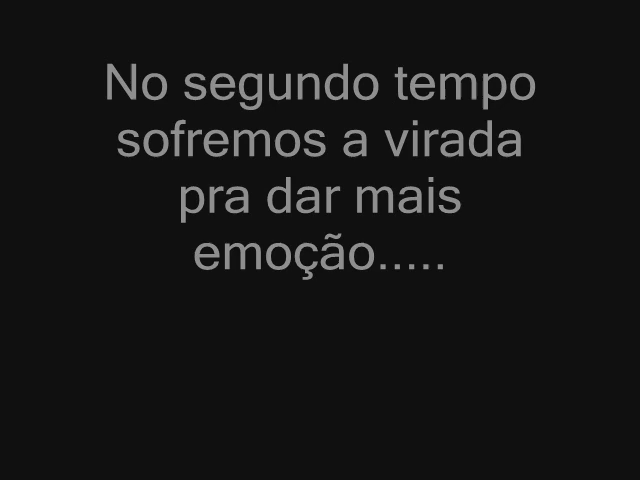 No segundo tempo
sofremos a virada
pra dar mais
emoção.....